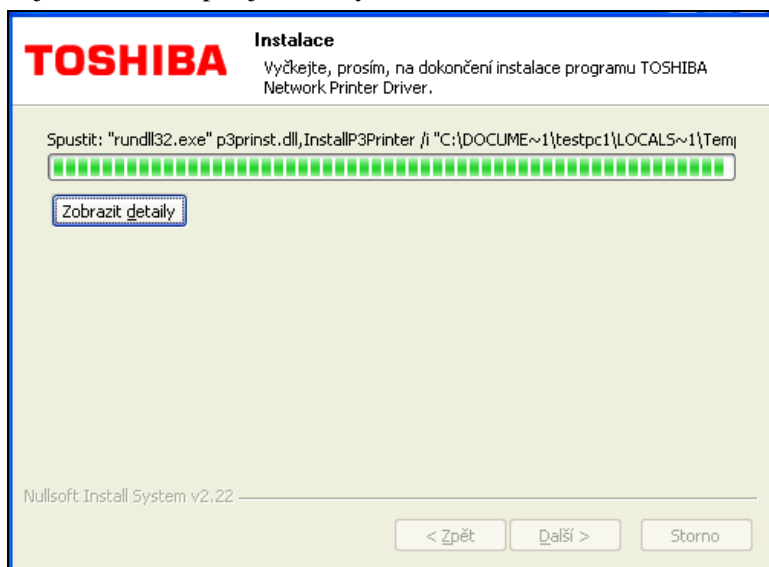 TOSHIBA
Instalace
Vyčkejte, prosím, na dokončení instalace programu TOSHIBA
Network Printer Driver.
Spustit: "rundll32.exe" p3prinst.dll,InstallP3Printer /i "C:\DOCUME~1\testpc1\LOCALS~1\Temp
Zobrazit detaily
Nullsoft Install System v2.22
< Zpět
Další >
Storno